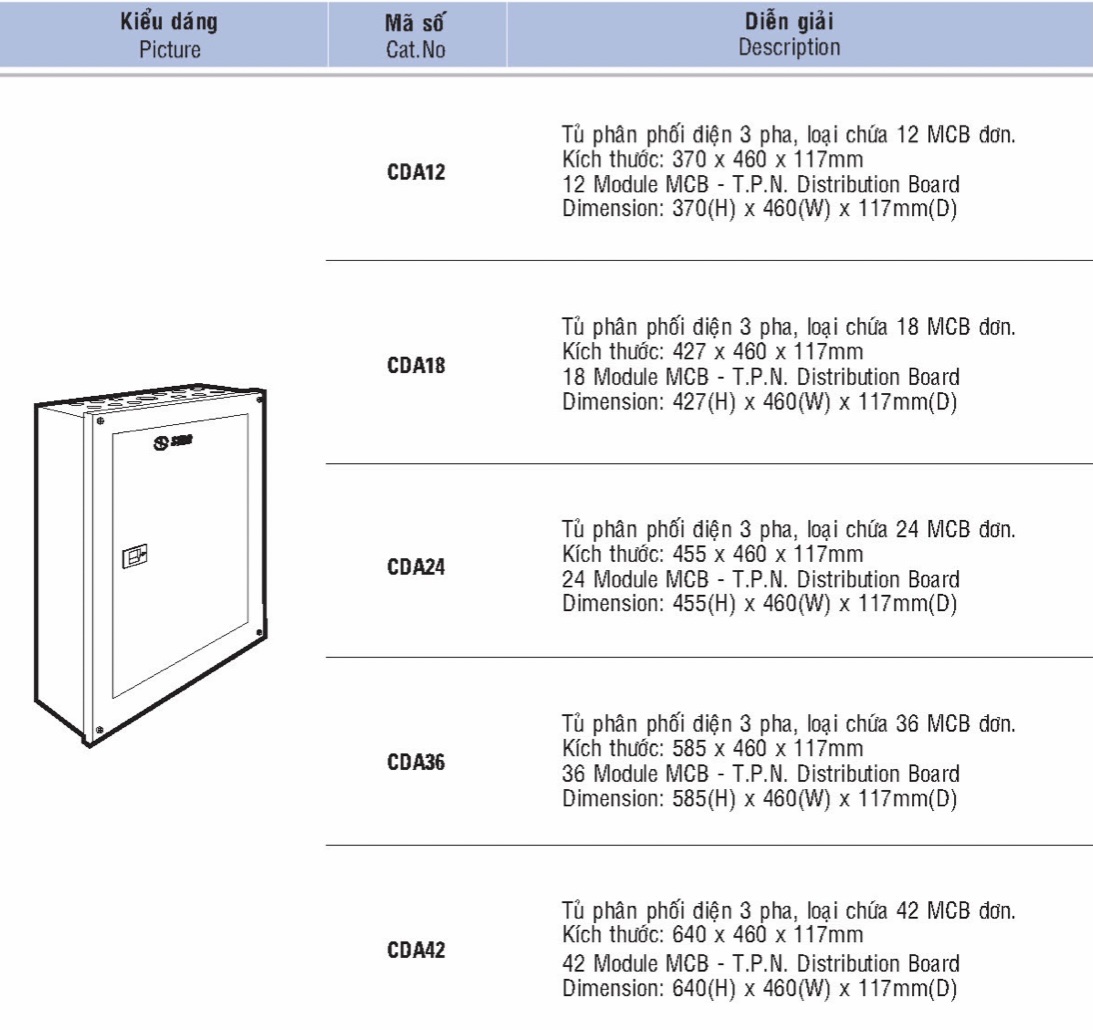 Kiểu dáng
Picture
Mã số
Cat.No
Diễn giải
Description
CDA12
Tủ phân phối điện 3 pha, loại chứa 12 MCB đơn.
Kích thước: 370 x 460 x 117mm
12 Module MCB - T.P.N. Distribution Board
Dimension: 370(H) x 460(W) x 117mm(D)
CDA18
Tủ phân phối điện 3 pha, loại chứa 18 MCB đơn.
Kích thước: 427 x 460 x 117mm
18 Module MCB - T.P.N. Distribution Board
Dimension: 427(H) x 460(W) x 117mm(D)
CDA24
Tủ phân phối điện 3 pha, loại chứa 24 MCB đơn.
Kích thước: 455 x 460 x 117mm
24 Module MCB - T.P.N. Distribution Board
Dimension: 455(H) x 460(W) x 117mm(D)
CDA36
Tủ phân phối điện 3 pha, loại chứa 36 MCB đơn.
Kích thước: 585 x 460 x 117mm
36 Module MCB - T.P.N. Distribution Board
Dimension: 585(H) x 460(W) x 117mm(D)
CDA42
Tủ phân phối điện 3 pha, loại chứa 42 MCB đơn.
Kích thước: 640 x 460 x 117mm
42 Module MCB - T.P.N. Distribution Board
Dimension: 640(H) x 460(W) x 117mm(D)